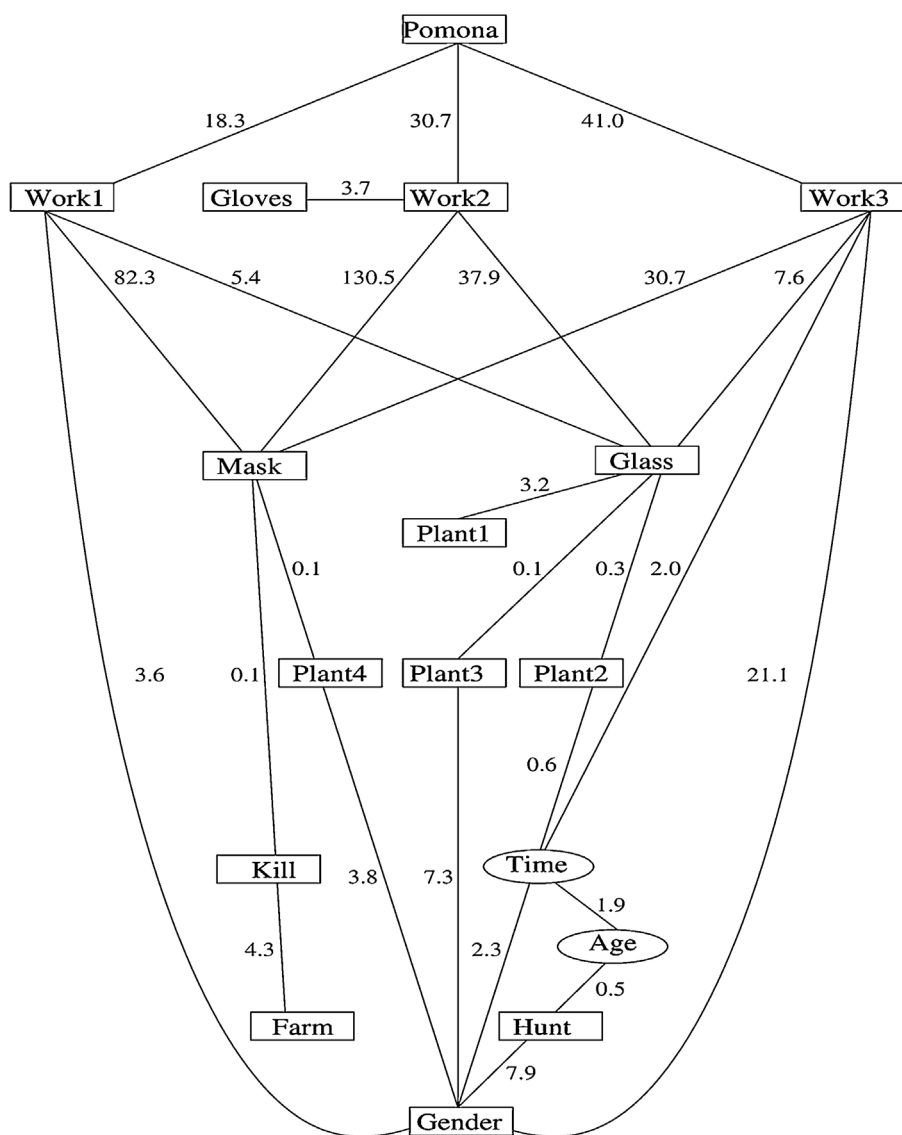 Pomona
18.3 30.7 41.0
Work1 Gloves 3.7 Work2 Work3
82.3 5.4 130.5 37.9 30.7 7.6
Mask Glass
3.2
Plant1
0.1 0.1 0.3 2.0
3.6 0.1 Plant4 Plant3 Plant2 21.1
0.6
Kill 3.8 7.3 Time
1.9
4.3 2.3 Age
0.5
Farm Hunt
7.9
Gender